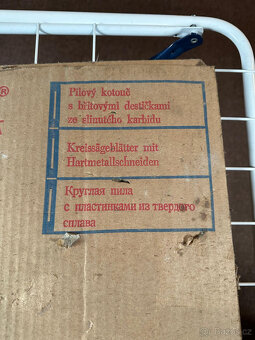 ®
Pilový kotouč
s břitovými destičkami
ze slinutého karbidu
Kreissägeblätter mit
Hartmetallschneiden
Круглая пила
с пластинками из твердого
сплава